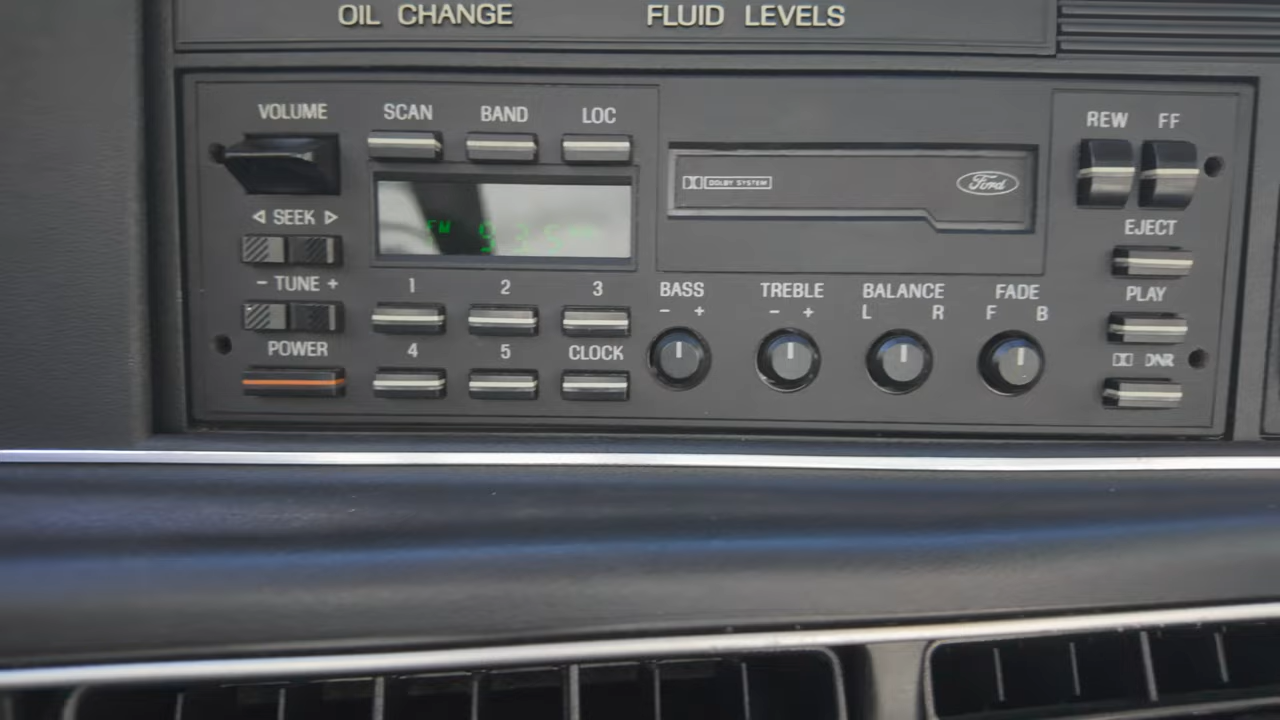 OIL CHANGE FLUID LEVELS
VOLUME SCAN BAND LOC REW FF
DOLBY SYSTEM Ford
SEEK EJECT
FM
- TUNE + 1 2 3 BASS TREBLE BALANCE FADE PLAY
- + - + L R F B
POWER 4 5 CLOCK DNR